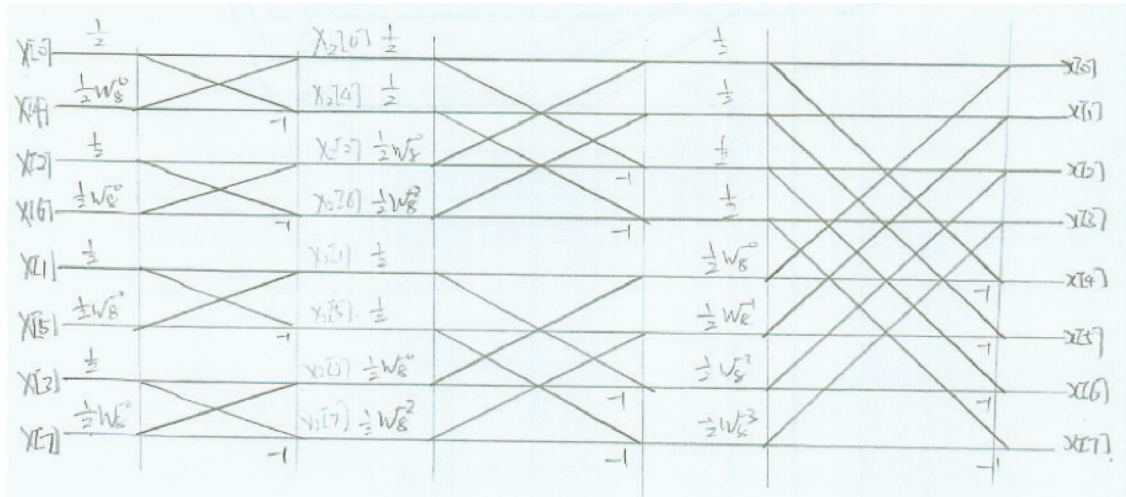 X[0] 1/2 X₂[0] 1/2 1/2 x[0]
X[4] 1/2 W₈⁻⁰ -1 X₂[4] 1/2 1/2 x[1]
X[2] 1/2 1/2 W₈⁻⁰ -1 1/2 x[2]
X[6] 1/2 W₈⁻⁰ -1 X₂[6] 1/2 W₈⁻² -1 1/2 x[3]
X[1] 1/2 X₂[1] 1/2 1/2 W₈⁻⁰ -1 x[4]
X[5] 1/2 W₈⁻⁰ -1 X₂[5] 1/2 1/2 W₈⁻¹ -1 x[5]
X[3] 1/2 X₂[3] 1/2 W₈⁻⁰ -1 1/2 W₈⁻² -1 x[6]
X[7] 1/2 W₈⁻⁰ -1 X₂[7] 1/2 W₈⁻² -1 1/2 W₈⁻³ -1 x[7]